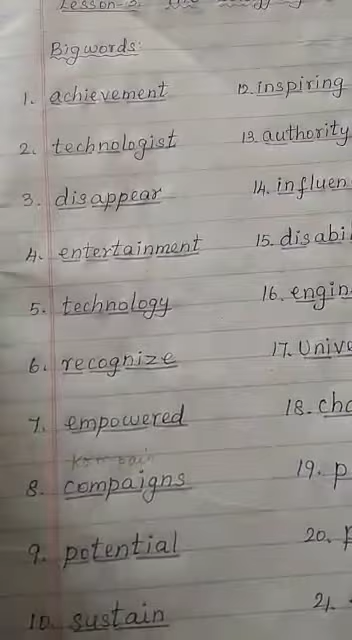 Lesson-3.
Big words:
1. achievement
2. technologist
3. disappear
4. entertainment
5. technology
6. recognize
7. empowered
8. compaigns
9. potential
10. sustain
12. inspiring
13. authority
14. influen
15. disabi
16. engin
17. Unive
18. cha
19. p
20. p
21.